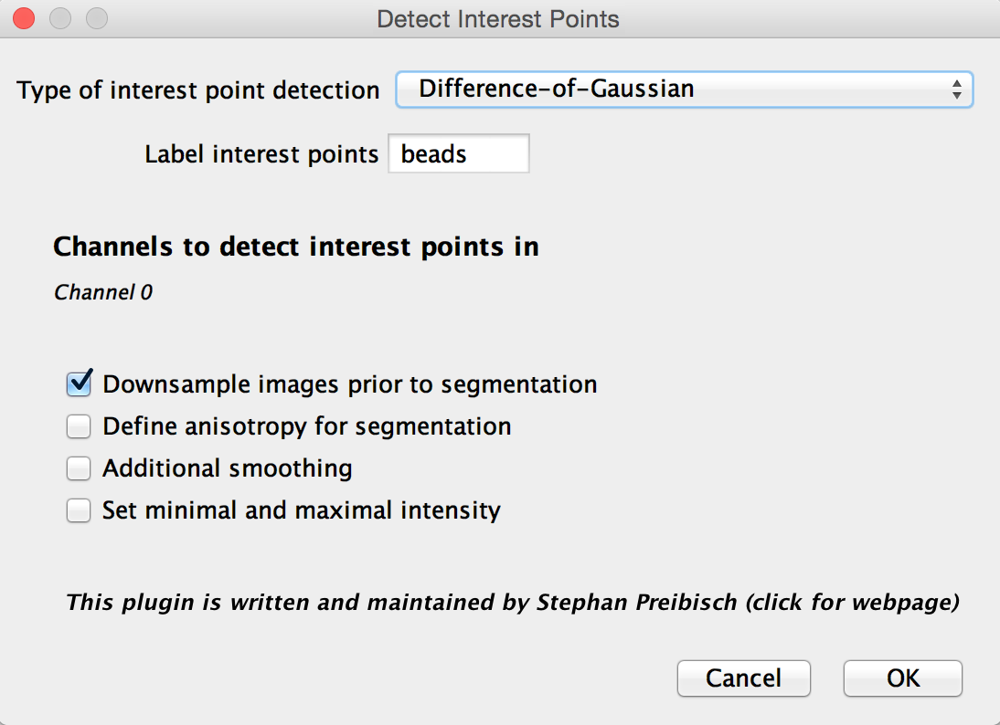 Detect Interest Points
Type of interest point detection Difference-of-Gaussian
Label interest points beads
Channels to detect interest points in
Channel 0
Downsample images prior to segmentation
Define anisotropy for segmentation
Additional smoothing
Set minimal and maximal intensity
This plugin is written and maintained by Stephan Preibisch (click for webpage)
Cancel OK